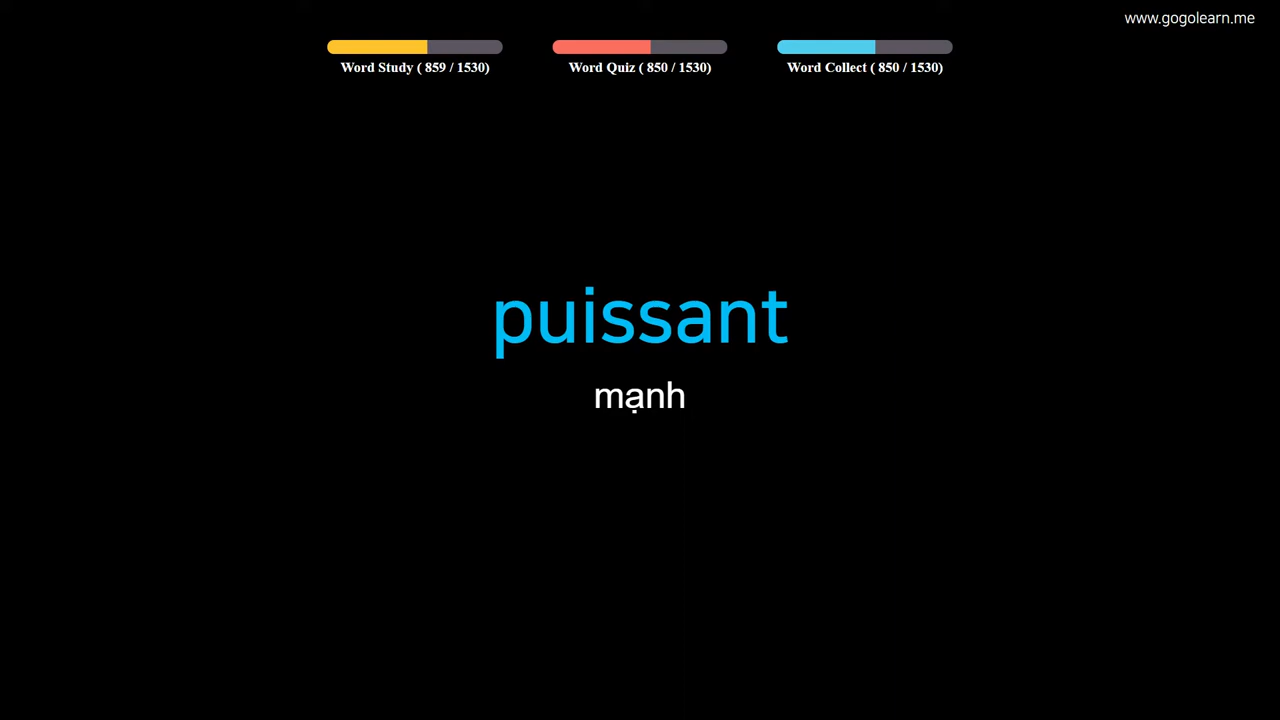 www.gogolearn.me
Word Study ( 859 / 1530)
Word Quiz ( 850 / 1530)
Word Collect ( 850 / 1530)
puissant
mạnh